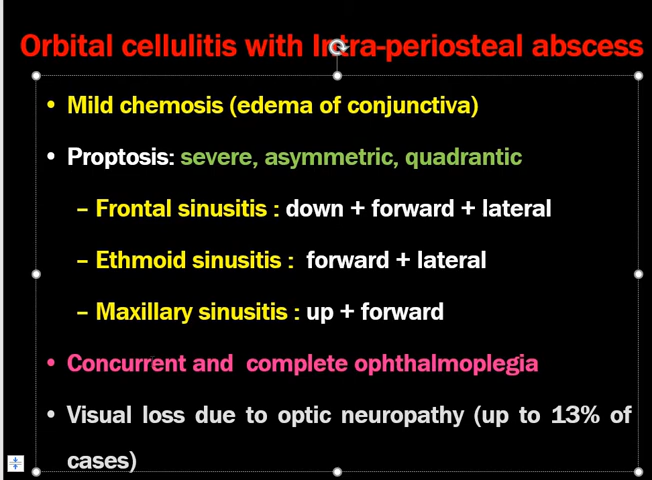 Orbital cellulitis with Intra-periosteal abscess
• Mild chemosis (edema of conjunctiva)
• Proptosis: severe, asymmetric, quadrantic
– Frontal sinusitis : down + forward + lateral
– Ethmoid sinusitis : forward + lateral
– Maxillary sinusitis : up + forward
• Concurrent and complete ophthalmoplegia
• Visual loss due to optic neuropathy (up to 13% of
cases)